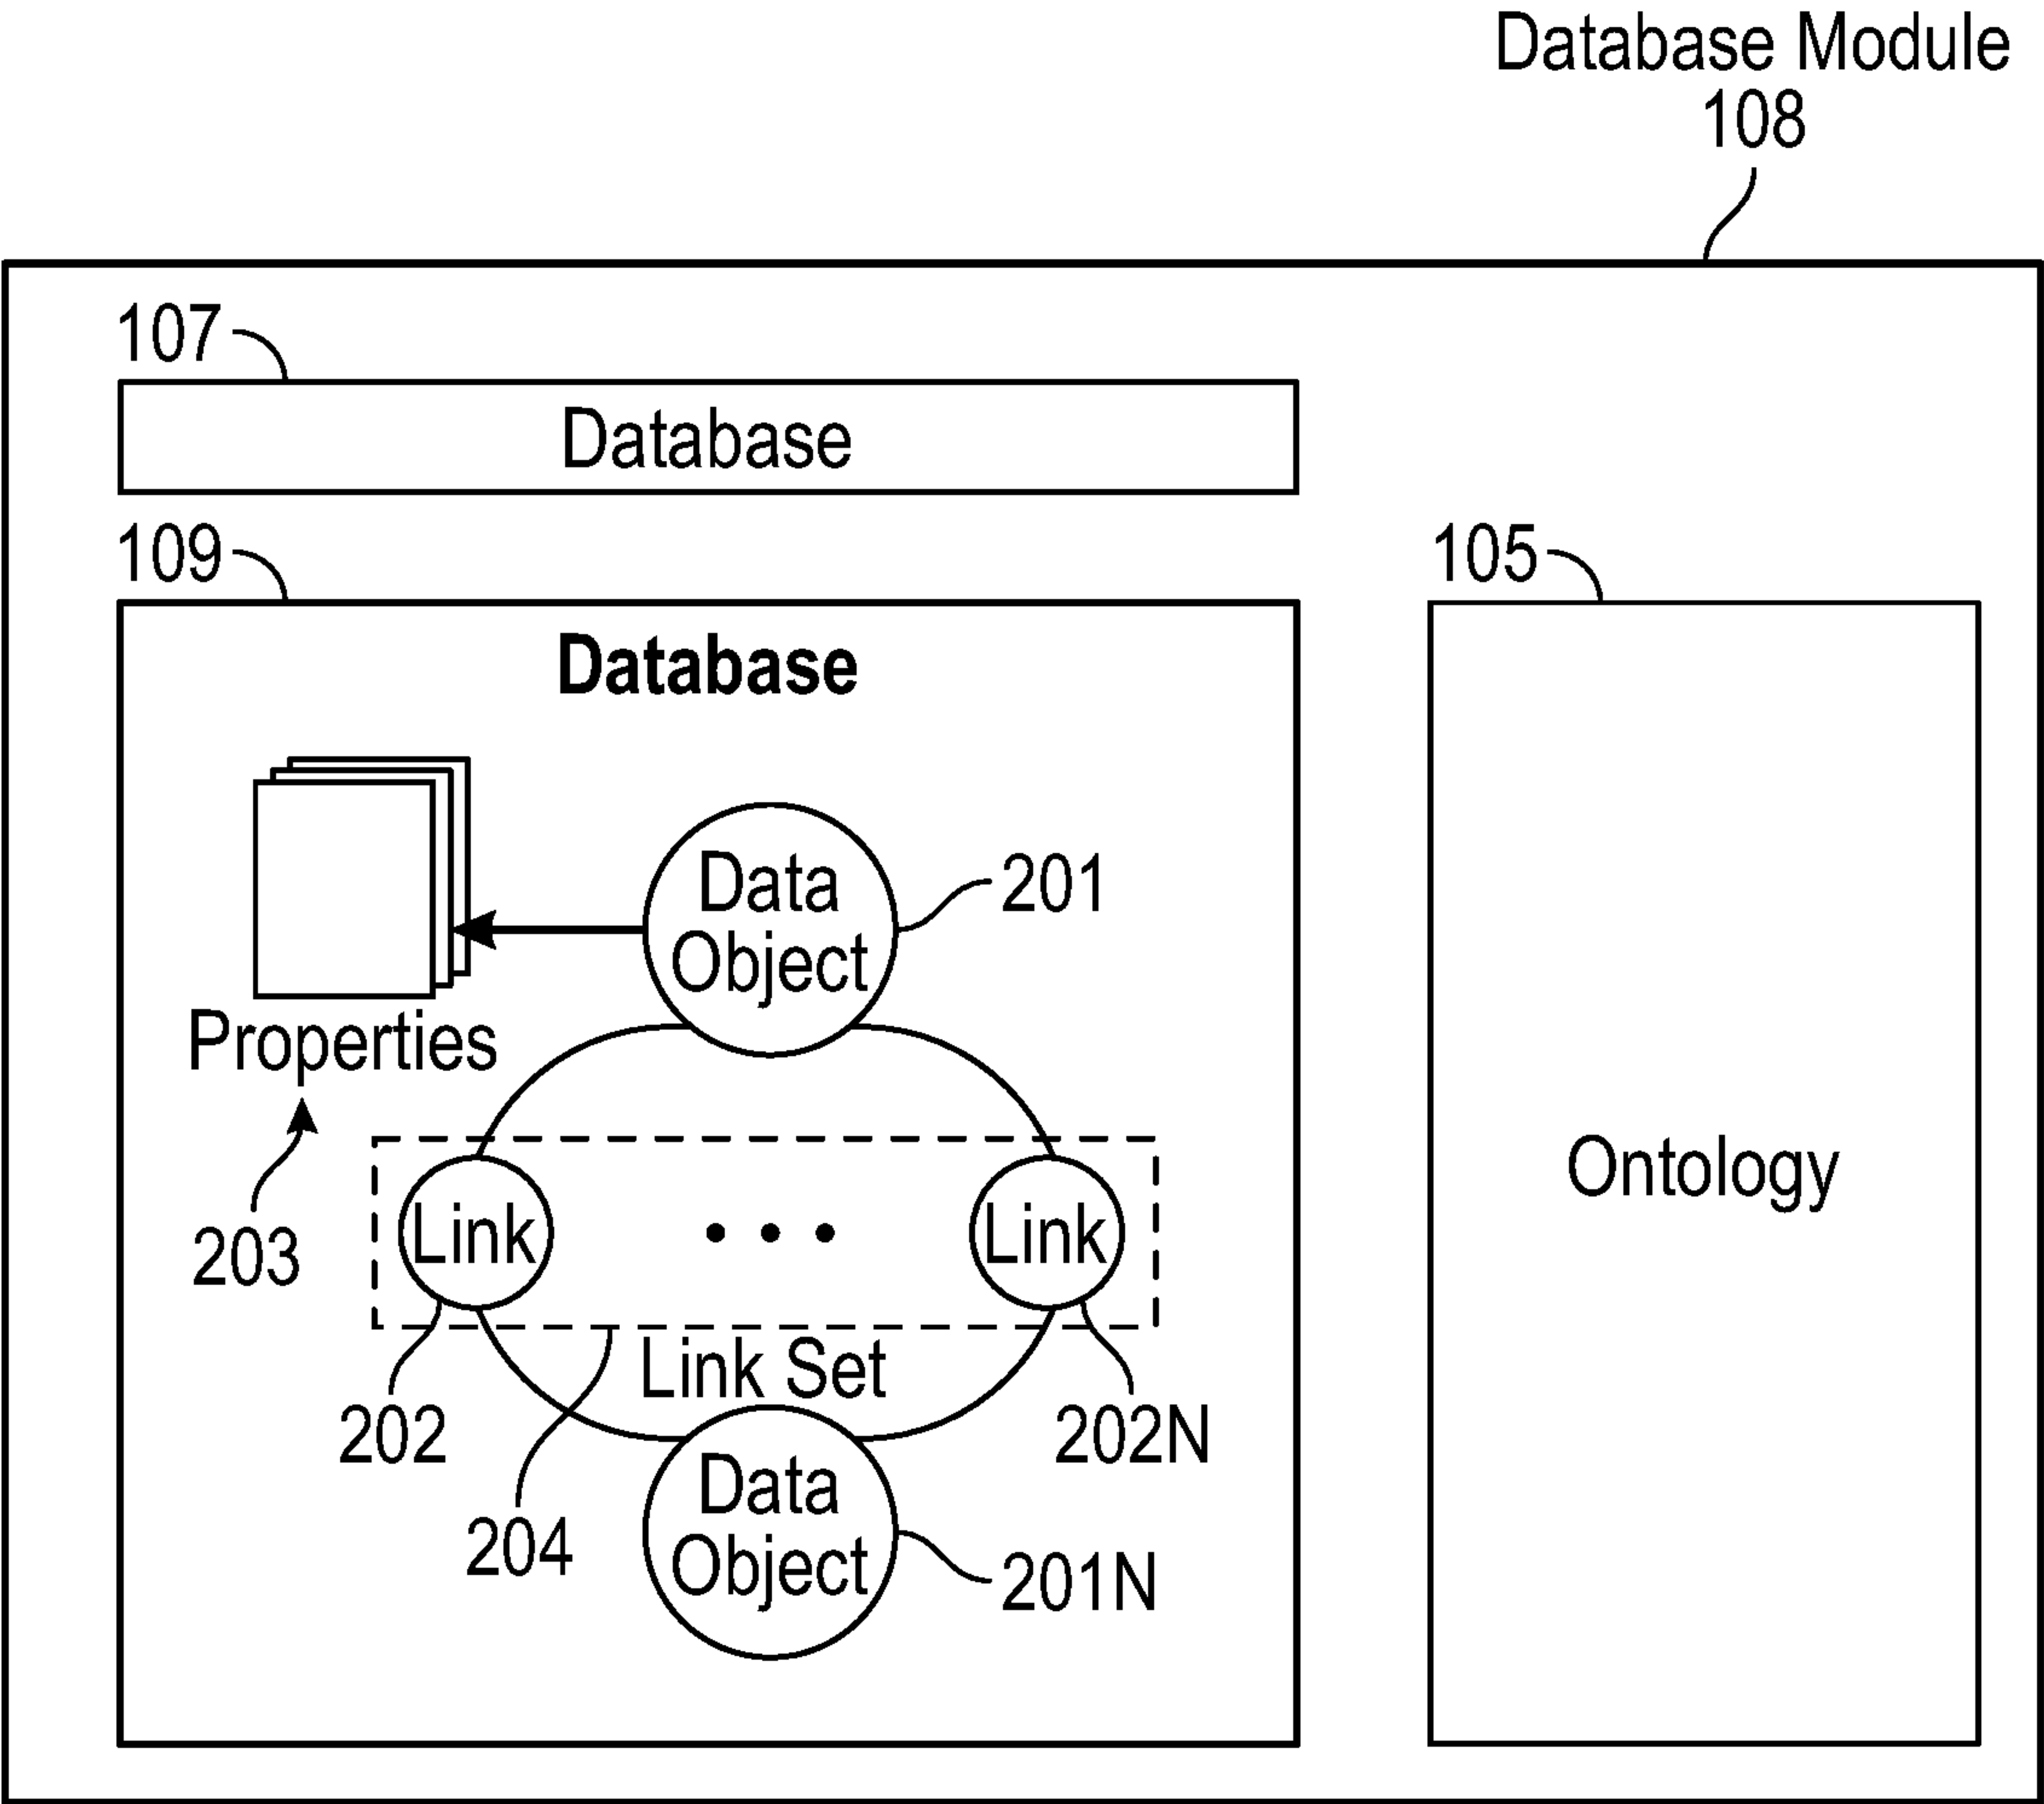 Database Module
108
107
Database
109
105
Database
Data
Object
201
Properties
203
Link
Link
Ontology
Link Set
202
202N
204
Data
Object
201N